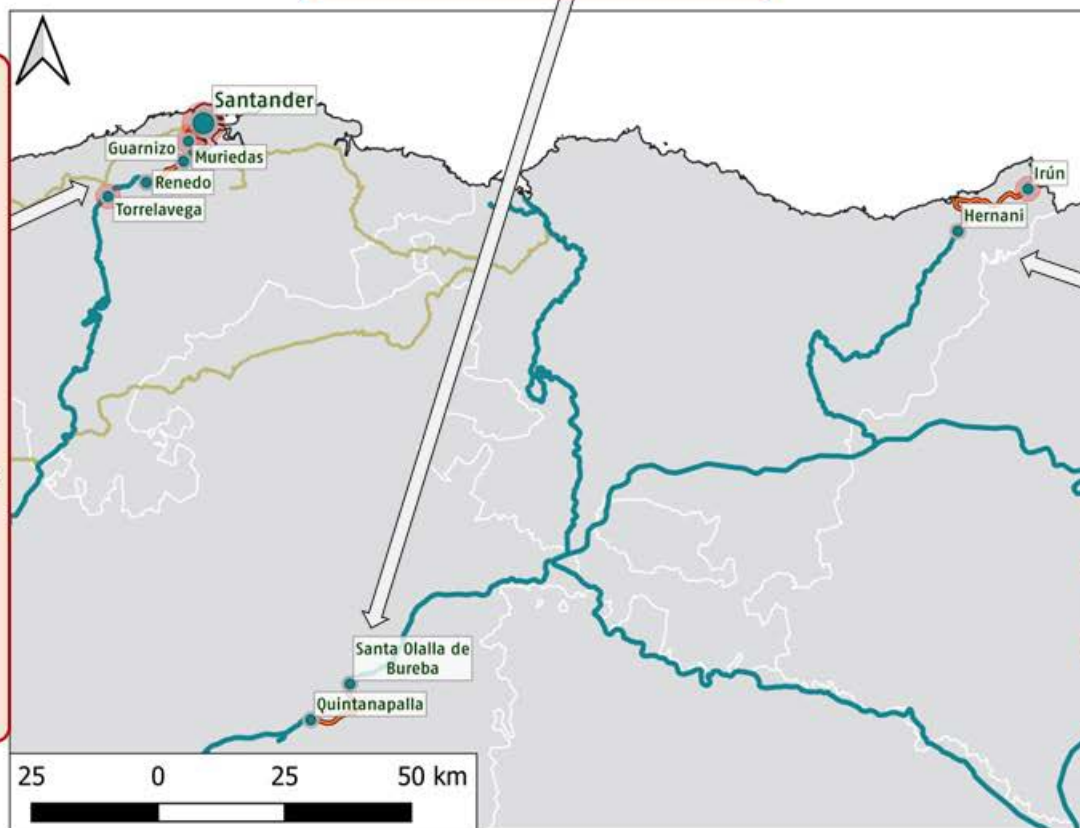 Santander
Guarnizo
Muriedas
Renedo
Torrelavega
Irún
Hernani
Santa Olalla de
Bureba
Quintanapalla
25 0 25 50 km